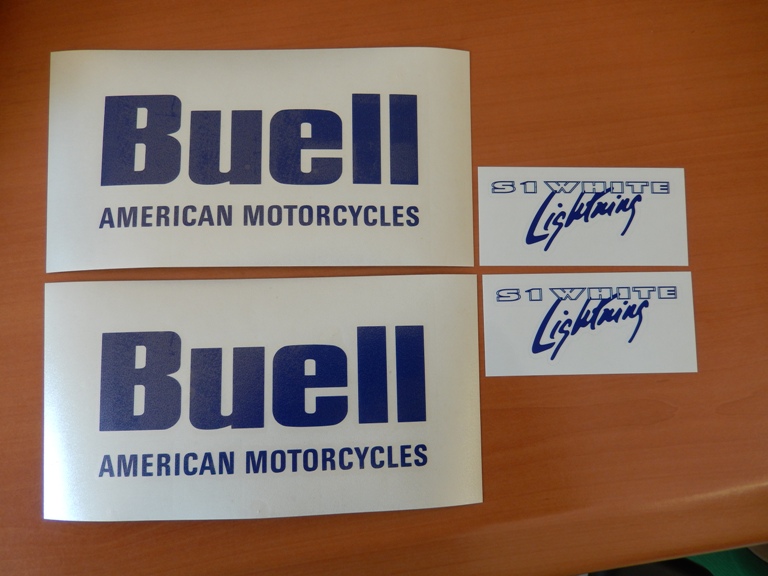 Buell
AMERICAN MOTORCYCLES
S1 WHITE
Lightning
Buell
AMERICAN MOTORCYCLES
S1 WHITE
Lightning